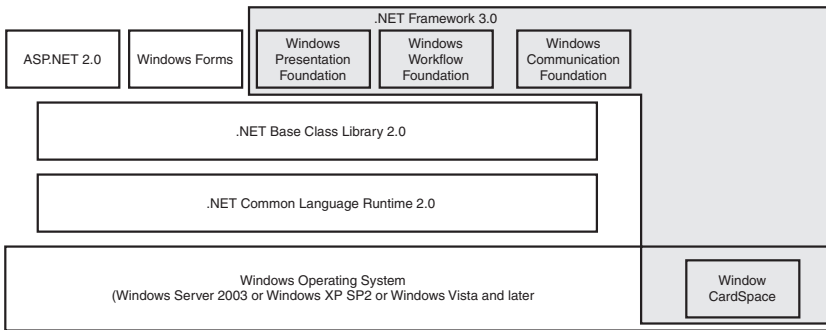 .NET Framework 3.0
ASP.NET 2.0
Windows Forms
Windows
Presentation
Foundation
Windows
Workflow
Foundation
Windows
Communication
Foundation
.NET Base Class Library 2.0
.NET Common Language Runtime 2.0
Windows Operating System
(Windows Server 2003 or Windows XP SP2 or Windows Vista and later
Window
CardSpace